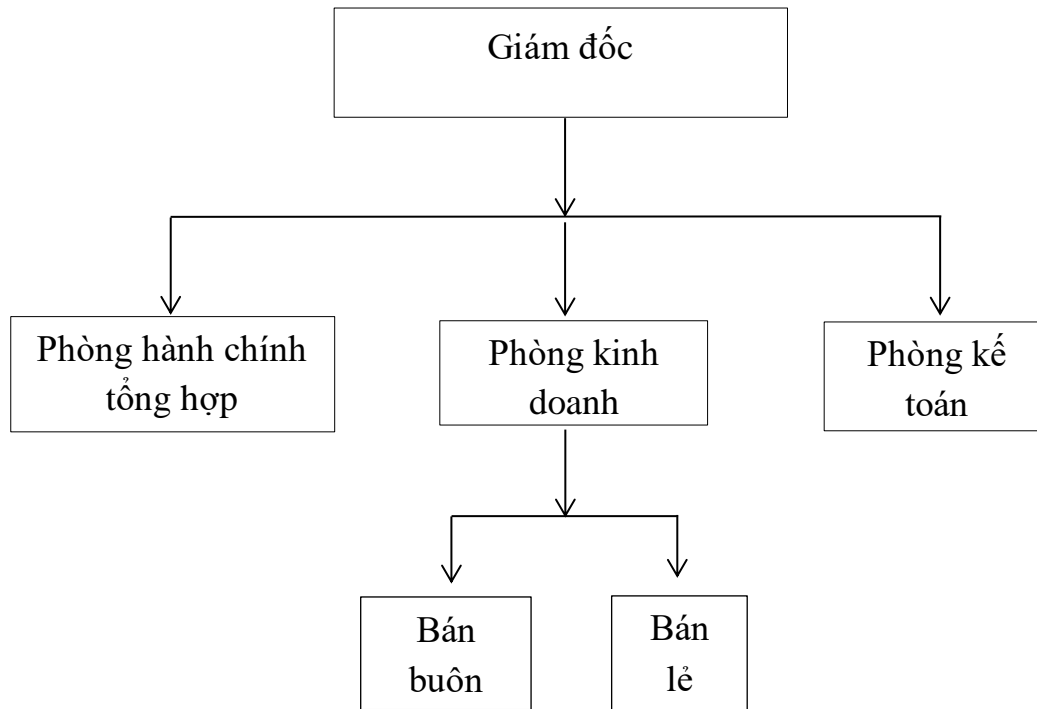 Giám đốc
Phòng hành chính
tổng hợp
Phòng kinh
doanh
Phòng kế
toán
Bán
buôn
Bán
lẻ